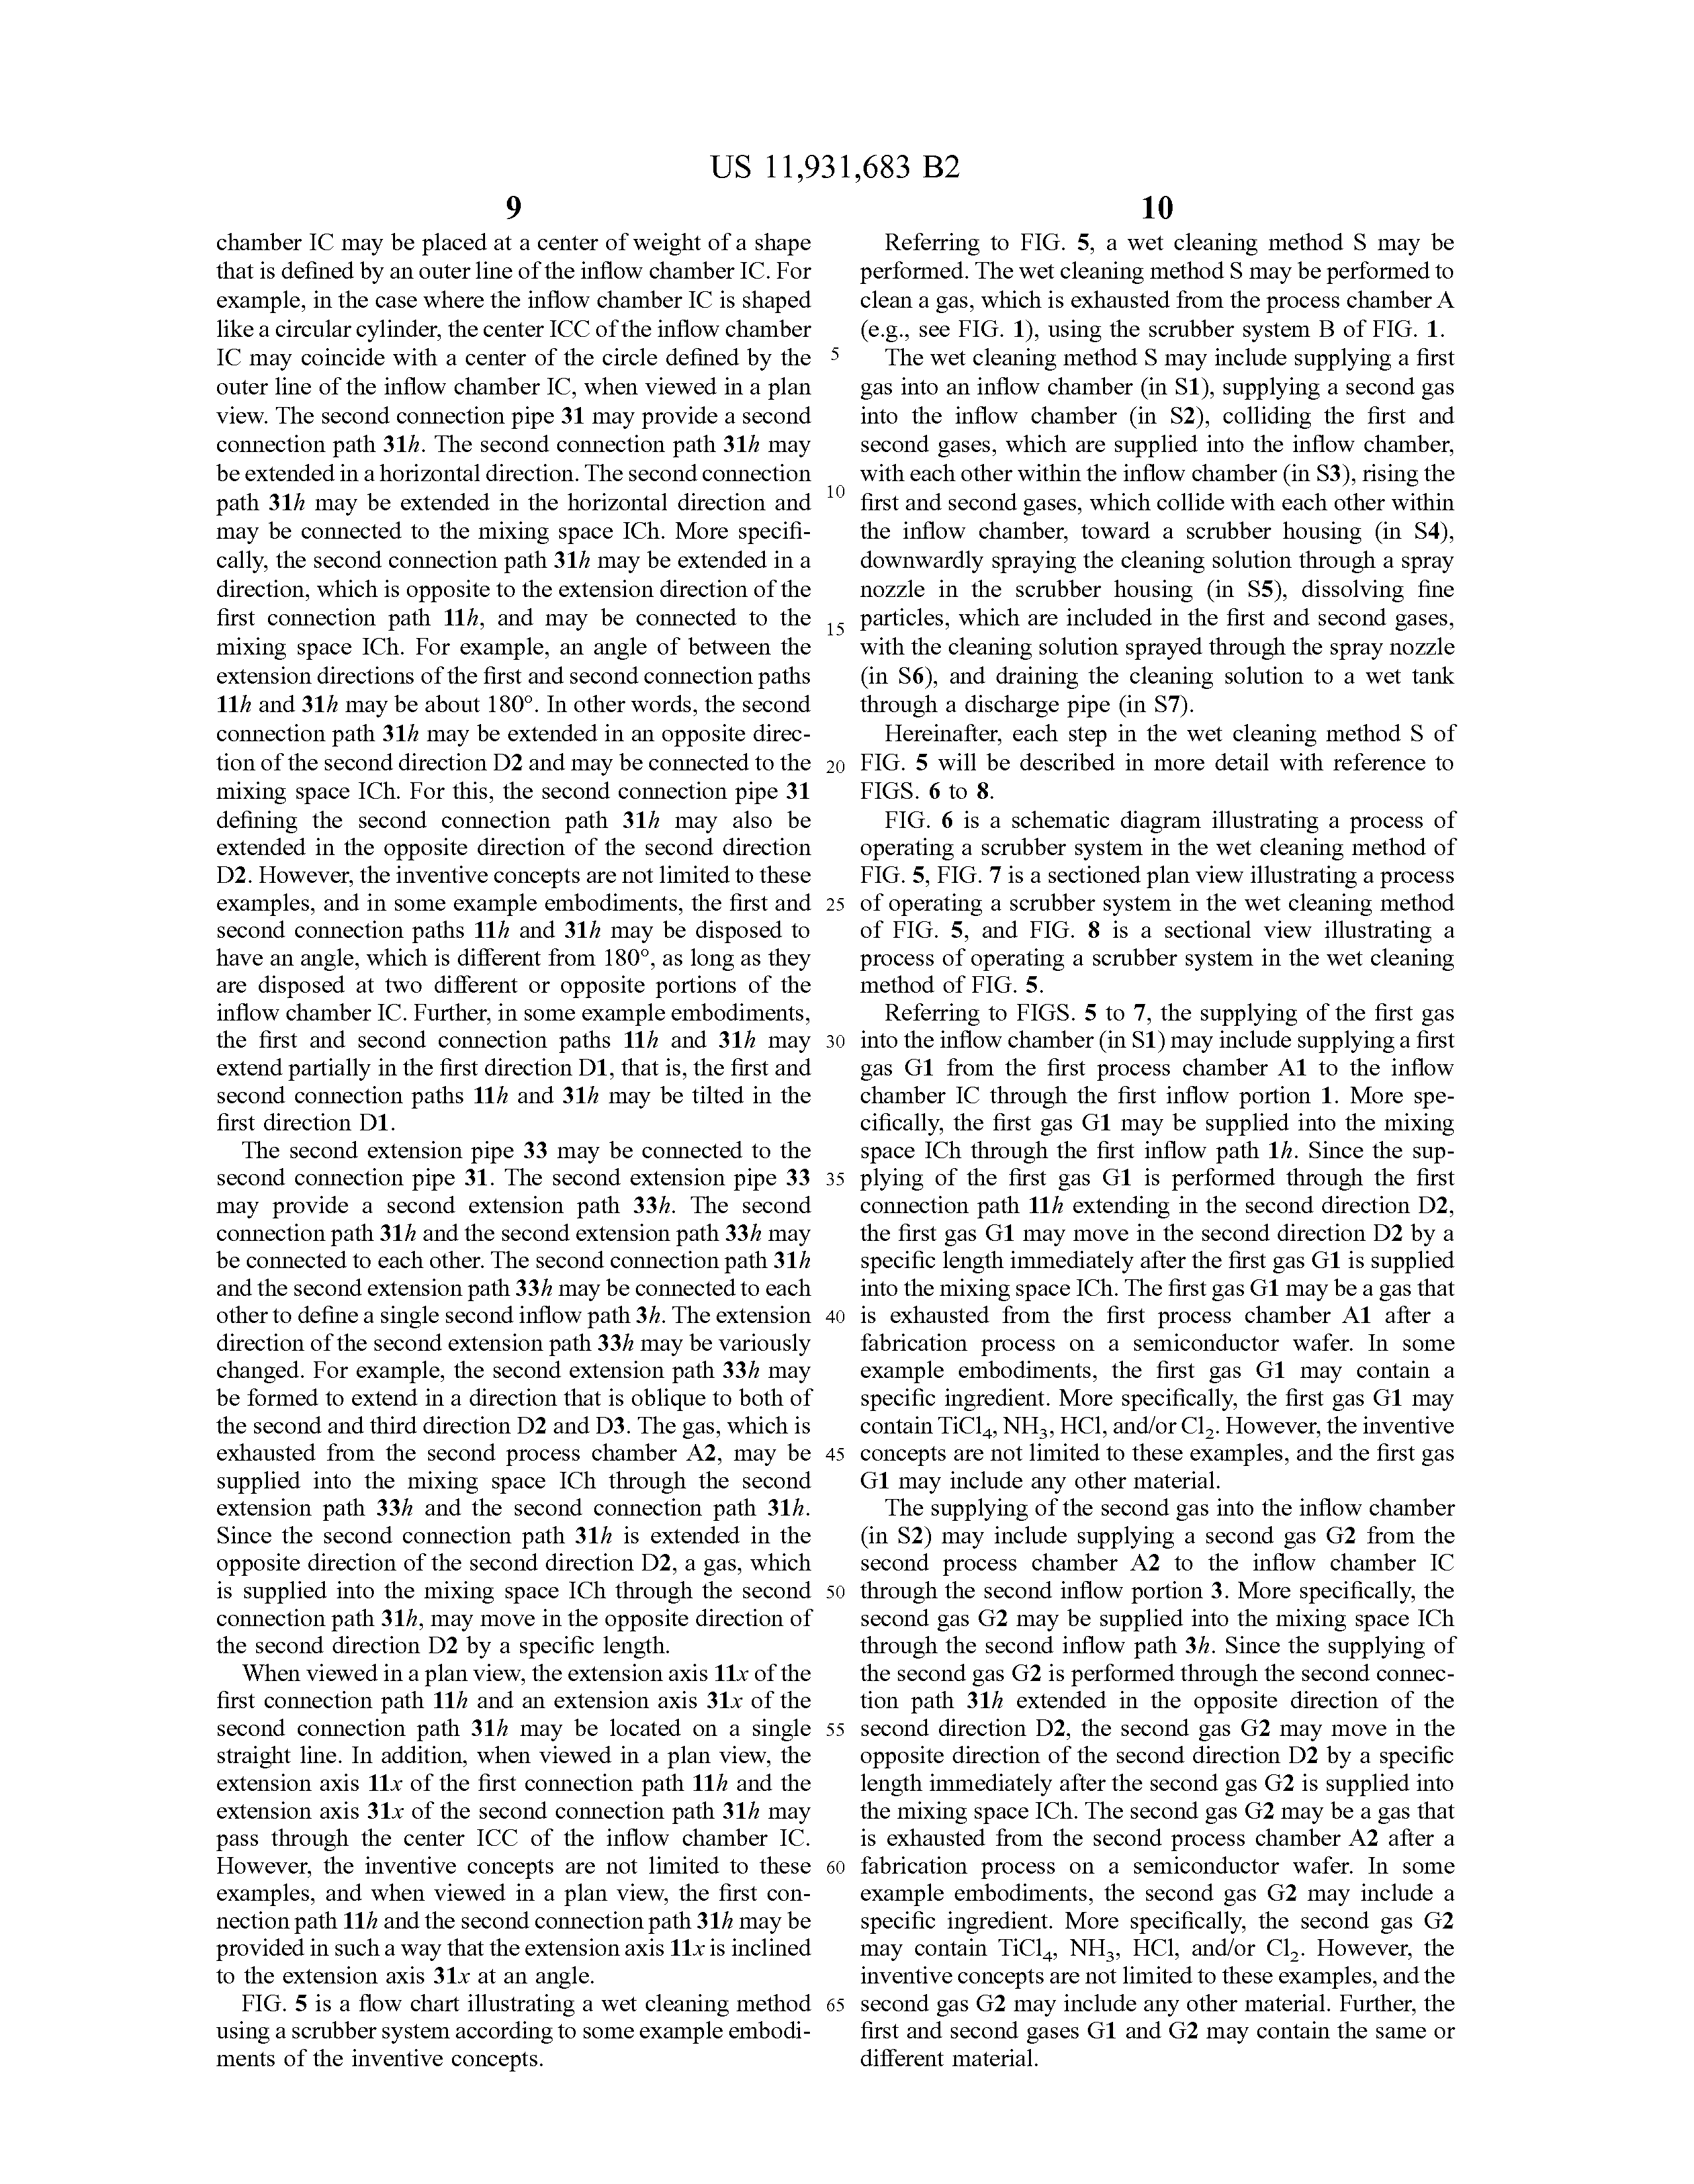 US 11,931,683 B2
9
chamber IC may be placed at a center of weight of a shape
that is defined by an outer line of the inflow chamber IC. For
example, in the case where the inflow chamber IC is shaped
like a circular cylinder, the center ICC of the inflow chamber
IC may coincide with a center of the circle defined by the
outer line of the inflow chamber IC, when viewed in a plan
view. The second connection pipe 31 may provide a second
connection path 31h. The second connection path 31h may
be extended in a horizontal direction. The second connection
path 31h may be extended in the horizontal direction and
may be connected to the mixing space ICh. More specifi-
cally, the second connection path 31h may be extended in a
direction, which is opposite to the extension direction of the
first connection path 11h, and may be connected to the
mixing space ICh. For example, an angle of between the
extension directions of the first and second connection paths
11h and 31h may be about 180°. In other words, the second
connection path 31h may be extended in an opposite direc-
tion of the second direction D2 and may be connected to the
mixing space ICh. For this, the second connection pipe 31
defining the second connection path 31h may also be
extended in the opposite direction of the second direction
D2. However, the inventive concepts are not limited to these
examples, and in some example embodiments, the first and
second connection paths 11h and 31h may be disposed to
have an angle, which is different from 180°, as long as they
are disposed at two different or opposite portions of the
inflow chamber IC. Further, in some example embodiments,
the first and second connection paths 11h and 31h may
extend partially in the first direction D1, that is, the first and
second connection paths 11h and 31h may be tilted in the
first direction D1.
The second extension pipe 33 may be connected to the
second connection pipe 31. The second extension pipe 33
may provide a second extension path 33h. The second
connection path 31h and the second extension path 33h may
be connected to each other. The second connection path 31h
and the second extension path 33h may be connected to each
other to define a single second inflow path 3h. The extension
direction of the second extension path 33h may be variously
changed. For example, the second extension path 33h may
be formed to extend in a direction that is oblique to both of
the second and third direction D2 and D3. The gas, which is
exhausted from the second process chamber A2, may be
supplied into the mixing space ICh through the second
extension path 33h and the second connection path 31h.
Since the second connection path 31h is extended in the
opposite direction of the second direction D2, a gas, which
is supplied into the mixing space ICh through the second
connection path 31h, may move in the opposite direction of
the second direction D2 by a specific length.
When viewed in a plan view, the extension axis 11x of the
first connection path 11h and an extension axis 31x of the
second connection path 31h may be located on a single
straight line. In addition, when viewed in a plan view, the
extension axis 11x of the first connection path 11h and the
extension axis 31x of the second connection path 31h may
pass through the center ICC of the inflow chamber IC.
However, the inventive concepts are not limited to these
examples, and when viewed in a plan view, the first con-
nection path 11h and the second connection path 31h may be
provided in such a way that the extension axis 11x is inclined
to the extension axis 31x at an angle.
FIG. 5 is a flow chart illustrating a wet cleaning method
using a scrubber system according to some example embodi-
ments of the inventive concepts.
5
10
15
20
25
30
35
40
45
50
55
60
65
10
Referring to FIG. 5, a wet cleaning method S may be
performed. The wet cleaning method S may be performed to
clean a gas, which is exhausted from the process chamber A
(e.g., see FIG. 1), using the scrubber system B of FIG. 1.
The wet cleaning method S may include supplying a first
gas into an inflow chamber (in S1), supplying a second gas
into the inflow chamber (in S2), colliding the first and
second gases, which are supplied into the inflow chamber,
with each other within the inflow chamber (in S3), rising the
first and second gases, which collide with each other within
the inflow chamber, toward a scrubber housing (in S4),
downwardly spraying the cleaning solution through a spray
nozzle in the scrubber housing (in S5), dissolving fine
particles, which are included in the first and second gases,
with the cleaning solution sprayed through the spray nozzle
(in S6), and draining the cleaning solution to a wet tank
through a discharge pipe (in S7).
Hereinafter, each step in the wet cleaning method S of
FIG. 5 will be described in more detail with reference to
FIGS. 6 to 8.
FIG. 6 is a schematic diagram illustrating a process of
operating a scrubber system in the wet cleaning method of
FIG. 5, FIG. 7 is a sectioned plan view illustrating a process
of operating a scrubber system in the wet cleaning method
of FIG. 5, and FIG. 8 is a sectional view illustrating a
process of operating a scrubber system in the wet cleaning
method of FIG. 5.
Referring to FIGS. 5 to 7, the supplying of the first gas
into the inflow chamber (in S1) may include supplying a first
gas G1 from the first process chamber A1 to the inflow
chamber IC through the first inflow portion 1. More spe-
cifically, the first gas G1 may be supplied into the mixing
space ICh through the first inflow path 1h. Since the sup-
plying of the first gas G1 is performed through the first
connection path 11h extending in the second direction D2,
the first gas G1 may move in the second direction D2 by a
specific length immediately after the first gas G1 is supplied
into the mixing space ICh. The first gas G1 may be a gas that
is exhausted from the first process chamber A1 after a
fabrication process on a semiconductor wafer. In some
example embodiments, the first gas G1 may contain a
specific ingredient. More specifically, the first gas G1 may
contain TiCl₄, NH₃, HCl, and/or Cl₂. However, the inventive
concepts are not limited to these examples, and the first gas
G1 may include any other material.
The supplying of the second gas into the inflow chamber
(in S2) may include supplying a second gas G2 from the
second process chamber A2 to the inflow chamber IC
through the second inflow portion 3. More specifically, the
second gas G2 may be supplied into the mixing space ICh
through the second inflow path 3h. Since the supplying of
the second gas G2 is performed through the second connec-
tion path 31h extended in the opposite direction of the
second direction D2, the second gas G2 may move in the
opposite direction of the second direction D2 by a specific
length immediately after the second gas G2 is supplied into
the mixing space ICh. The second gas G2 may be a gas that
is exhausted from the second process chamber A2 after a
fabrication process on a semiconductor wafer. In some
example embodiments, the second gas G2 may include a
specific ingredient. More specifically, the second gas G2
may contain TiCl₄, NH₃, HCl, and/or Cl₂. However, the
inventive concepts are not limited to these examples, and the
second gas G2 may include any other material. Further, the
first and second gases G1 and G2 may contain the same or
different material.